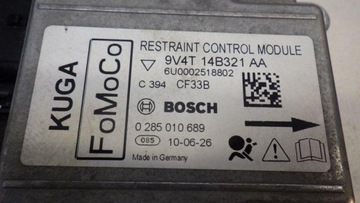 KUGA
FoMoCo
RESTRAINT CONTROL MODULE
9V4T 14B321 AA
6U0002518802
C 394 CF33B
BOSCH
0 285 010 689
085 10-06-26
Made in Germany